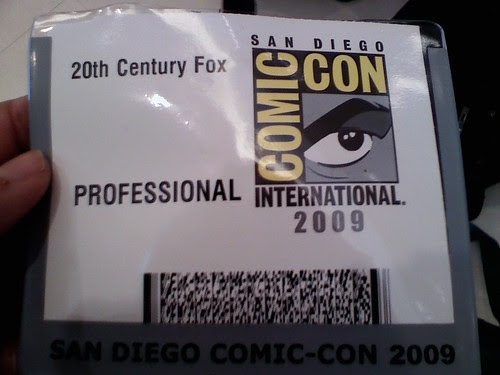 SAN DIEGO
20th Century Fox
COMIC
CON
PROFESSIONAL
INTERNATIONAL.
2009
SAN DIEGO COMIC-CON 2009